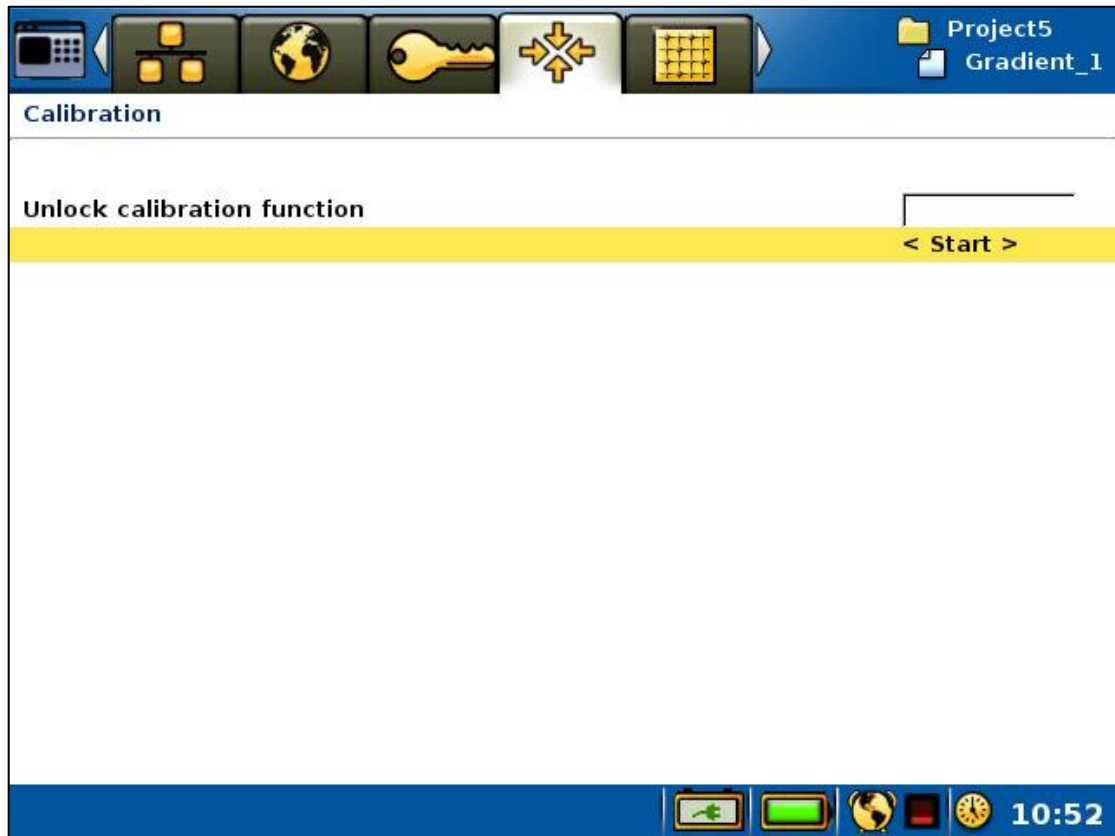 Project5
Gradient_1
Calibration
Unlock calibration function
< Start >
10:52